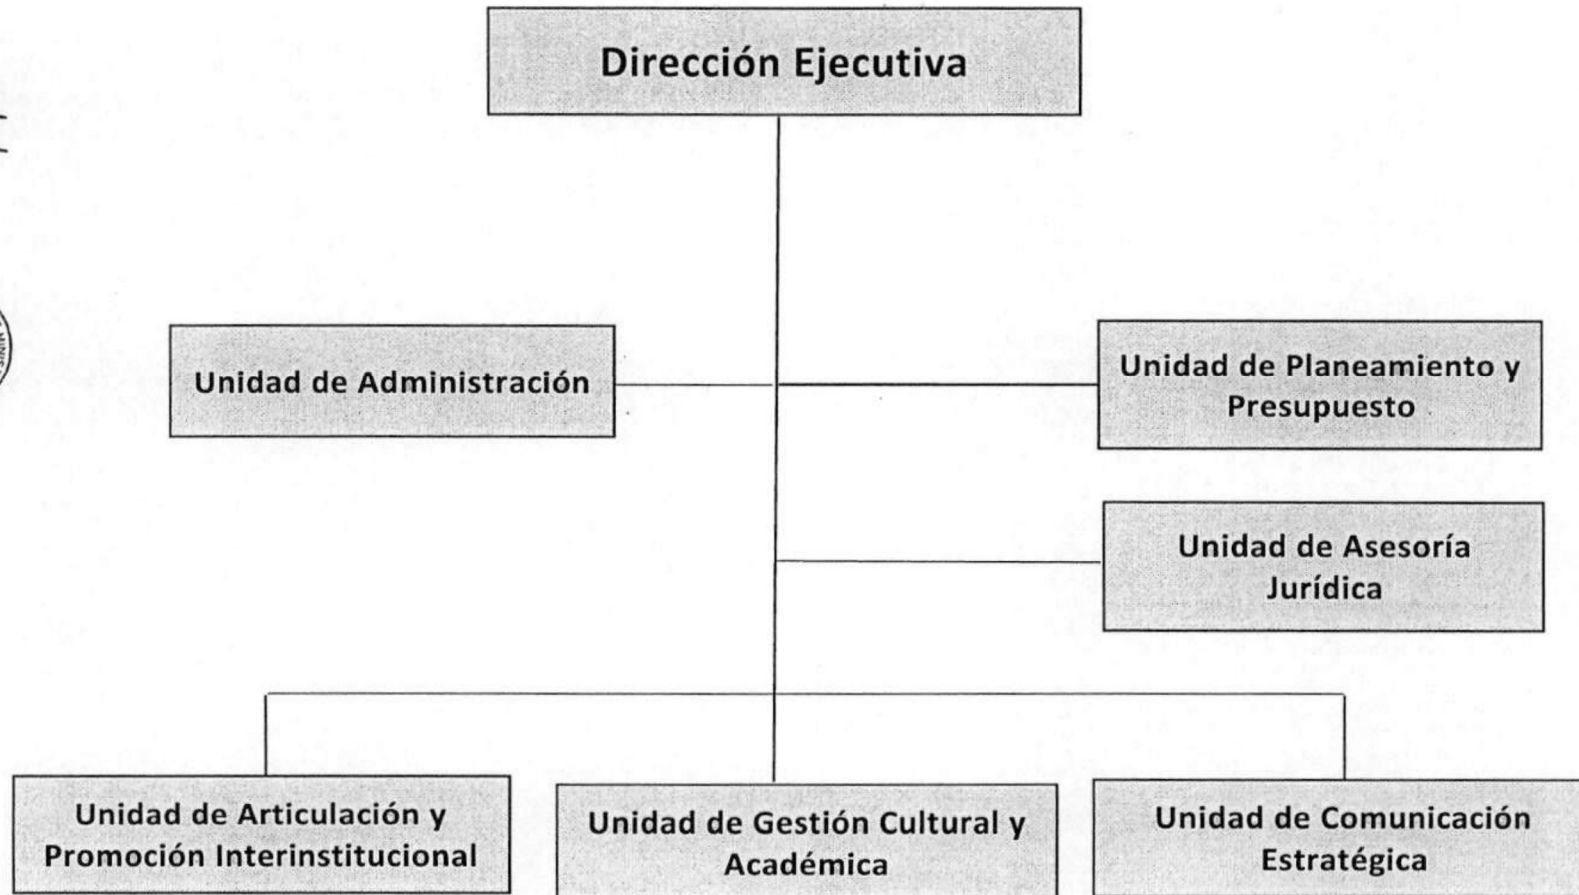 Dirección Ejecutiva
Unidad de Administración
Unidad de Planeamiento y
Presupuesto
Unidad de Asesoría
Jurídica
Unidad de Articulación y
Promoción Interinstitucional
Unidad de Gestión Cultural y
Académica
Unidad de Comunicación
Estratégica